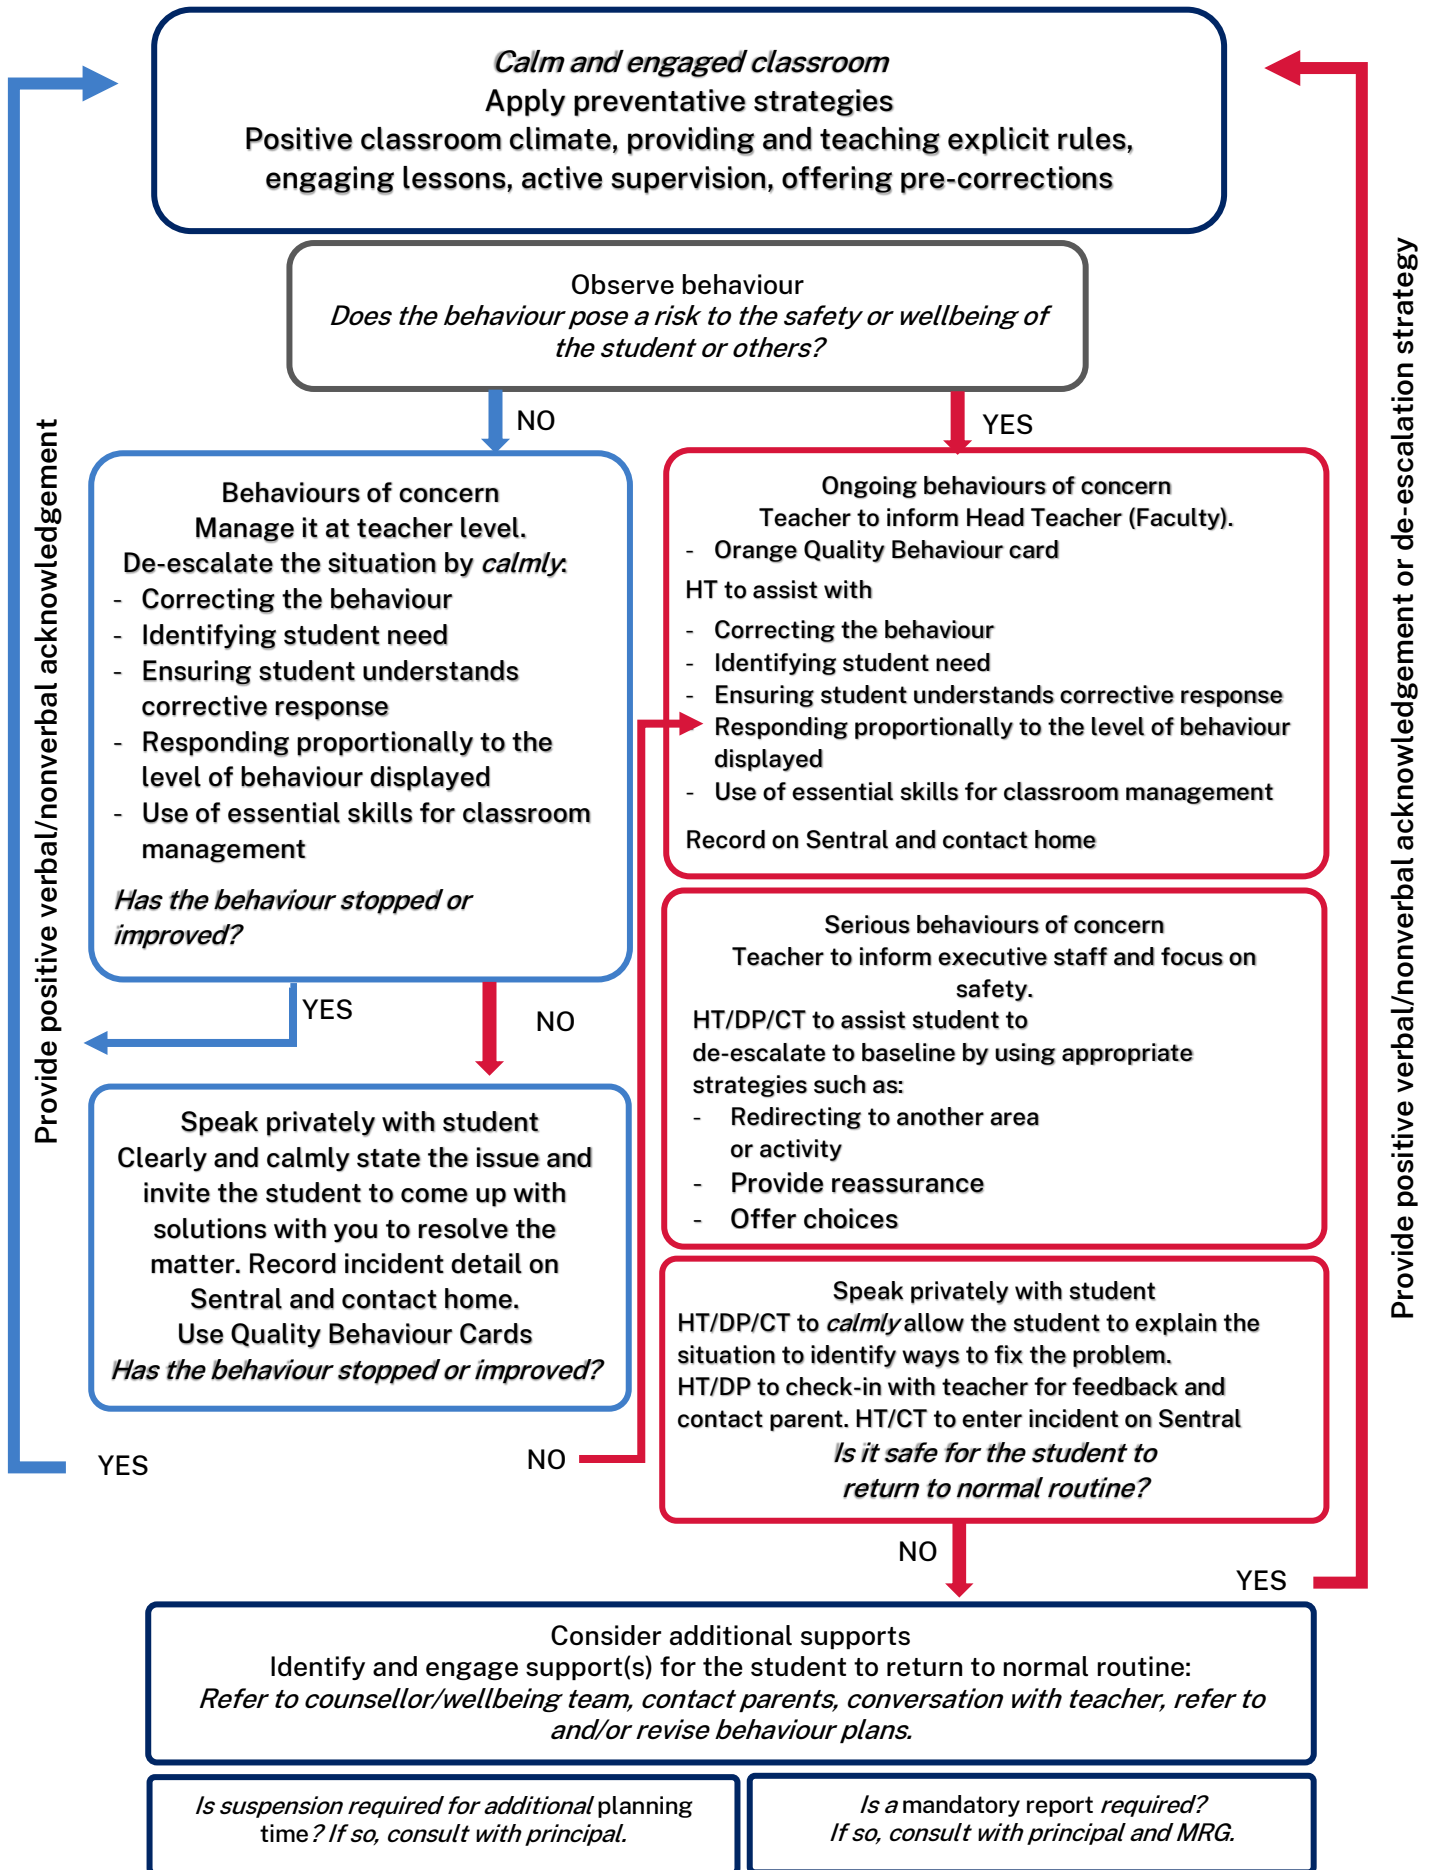 Calm and engaged classroom
Apply preventative strategies
Positive classroom climate, providing and teaching explicit rules,
engaging lessons, active supervision, offering pre-corrections
Observe behaviour
Does the behaviour pose a risk to the safety or wellbeing of
the student or others?
NO
YES
Provide positive verbal/nonverbal acknowledgement
Behaviours of concern
Manage it at teacher level.
De-escalate the situation by calmly:
- Correcting the behaviour
- Identifying student need
- Ensuring student understands
corrective response
- Responding proportionally to the
level of behaviour displayed
- Use of essential skills for classroom
management
Has the behaviour stopped or
improved?
YES
NO
Speak privately with student
Clearly and calmly state the issue and
invite the student to come up with
solutions with you to resolve the
matter. Record incident detail on
Sentral and contact home.
Use Quality Behaviour Cards
Has the behaviour stopped or improved?
YES
NO
Ongoing behaviours of concern
Teacher to inform Head Teacher (Faculty).
- Orange Quality Behaviour card
HT to assist with
- Correcting the behaviour
- Identifying student need
- Ensuring student understands corrective response
- Responding proportionally to the level of behaviour
displayed
- Use of essential skills for classroom management
Record on Sentral and contact home
Serious behaviours of concern
Teacher to inform executive staff and focus on
safety.
HT/DP/CT to assist student to
de-escalate to baseline by using appropriate
strategies such as:
- Redirecting to another area
or activity
- Provide reassurance
- Offer choices
Speak privately with student
HT/DP/CT to calmly allow the student to explain the
situation to identify ways to fix the problem.
HT/DP to check-in with teacher for feedback and
contact parent. HT/CT to enter incident on Sentral
Is it safe for the student to
return to normal routine?
NO
YES
Provide positive verbal/nonverbal acknowledgement or de-escalation strategy
Consider additional supports
Identify and engage support(s) for the student to return to normal routine:
Refer to counsellor/wellbeing team, contact parents, conversation with teacher, refer to
and/or revise behaviour plans.
Is suspension required for additional planning
time? If so, consult with principal.
Is a mandatory report required?
If so, consult with principal and MRG.